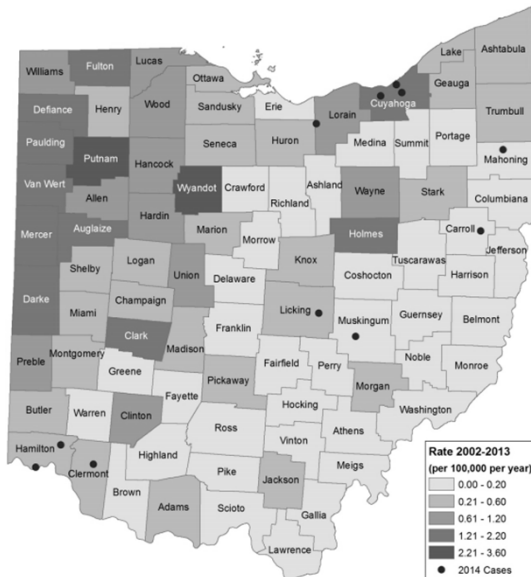 Ashtabula
Lake
Lucas
Fulton
Williams
Ottawa
Geauga
Cuyahoga
Erie
Wood
Sandusky
Lorain
Trumbull
Defiance
Henry
Huron
Portage
Medina
Summit
Paulding
Seneca
Mahoning
Putnam
Hancock
Ashland
Van Wert
Wyandot
Crawford
Wayne
Stark
Columbiana
Richland
Allen
Hardin
Carroll
Auglaize
Marion
Holmes
Mercer
Morrow
Jefferson
Tuscarawas
Logan
Knox
Shelby
Union
Harrison
Coshocton
Delaware
Darke
Champaign
Licking
Miami
Guernsey
Belmont
Franklin
Muskingum
Clark
Madison
Montgomery
Noble
Preble
Fairfield
Perry
Monroe
Greene
Pickaway
Morgan
Fayette
Washington
Butler
Warren
Clinton
Hocking
Ross
Athens
Hamilton
Vinton
Highland
Clermont
Meigs
Pike
Jackson
Brown
Adams
Scioto
Gallia
Lawrence
Rate 2002-2013
(per 100,000 per year)
0.00 - 0.20
0.21 - 0.60
0.61 - 1.20
1.21 - 2.20
2.21 - 3.60
2014 Cases